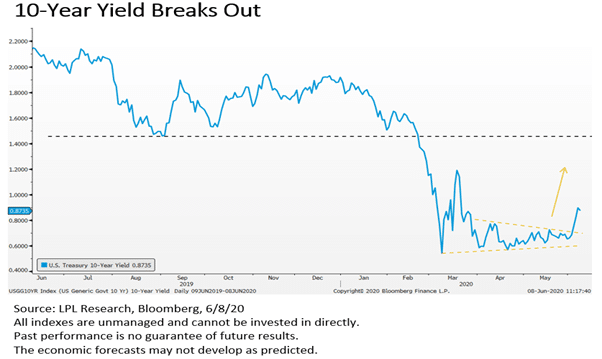 10-Year Yield Breaks Out
2.2000
2.0000
1.8000
1.6000
1.4000
1.2000
1.0000
0.8735
0.8000
0.6000
0.4000
U.S. Treasury 10-Year Yield 0.8735
Jun Jul Aug Sep Oct Nov Dec Jan Feb Mar Apr May
2019 2020
USGG10YR Index (US Generic Govt 10 Yr) 10-Year Yield Daily 09JUN2019-08JUN2020 Copyright© 2020 Bloomberg Finance L.P. 08-Jun-2020 11:17:40
Source: LPL Research, Bloomberg, 6/8/20
All indexes are unmanaged and cannot be invested in directly.
Past performance is no guarantee of future results.
The economic forecasts may not develop as predicted.